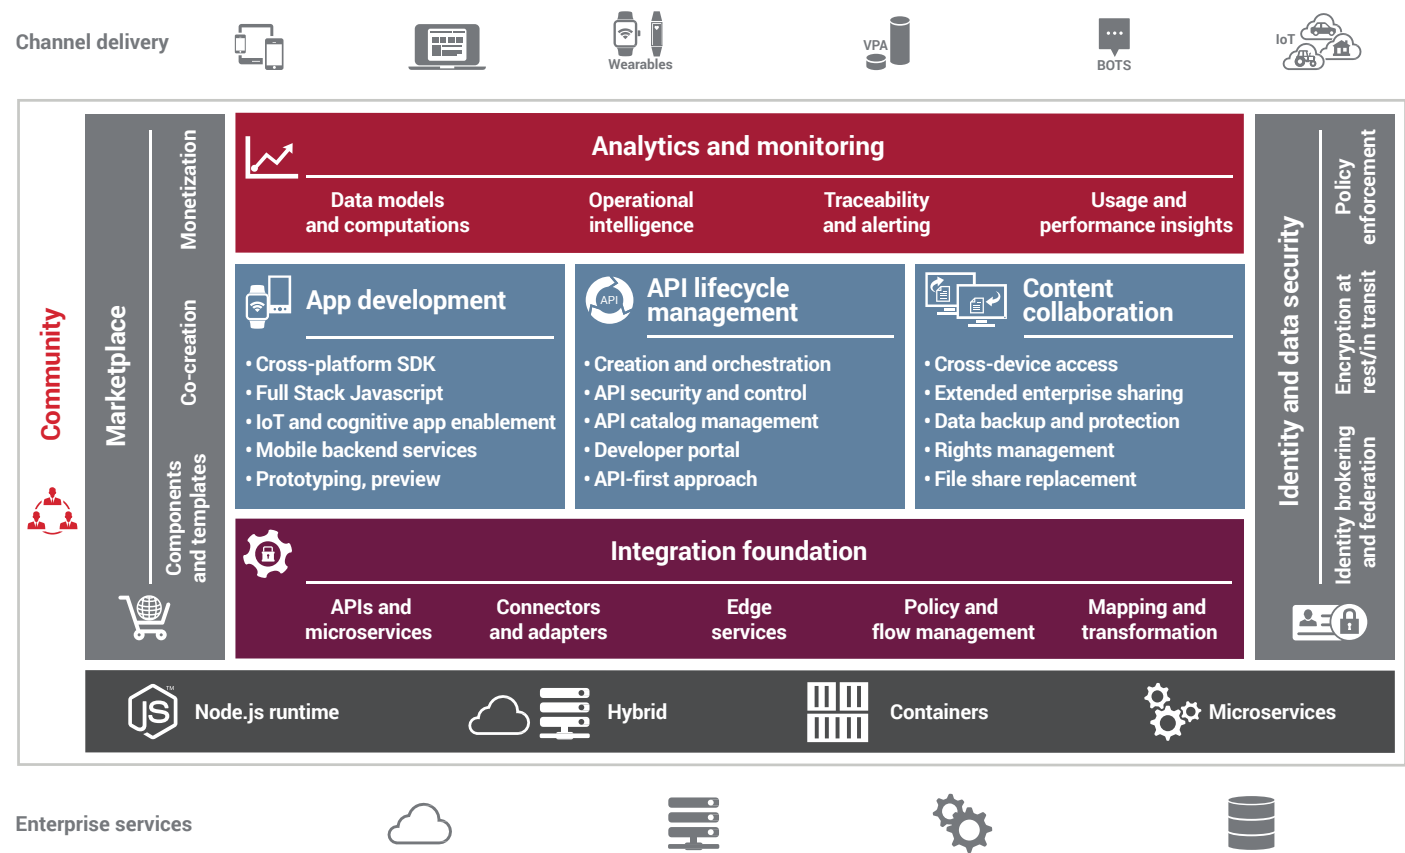 Channel delivery
Wearables
VPA
BOTS
IoT
Community
Marketplace
Monetization
Co-creation
Components
and templates
Analytics and monitoring
Data models
and computations
Operational
intelligence
Traceability
and alerting
Usage and
performance insights
App development
• Cross-platform SDK
• Full Stack Javascript
• IoT and cognitive app enablement
• Mobile backend services
• Prototyping, preview
API
API lifecycle
management
• Creation and orchestration
• API security and control
• API catalog management
• Developer portal
• API-first approach
Content
collaboration
• Cross-device access
• Extended enterprise sharing
• Data backup and protection
• Rights management
• File share replacement
Integration foundation
APIs and
microservices
Connectors
and adapters
Edge
services
Policy and
flow management
Mapping and
transformation
Identity and data security
Policy
enforcement
Encryption at
rest/in transit
Identity brokering
and federation
JS™
Node.js runtime
Hybrid
Containers
Microservices
Enterprise services